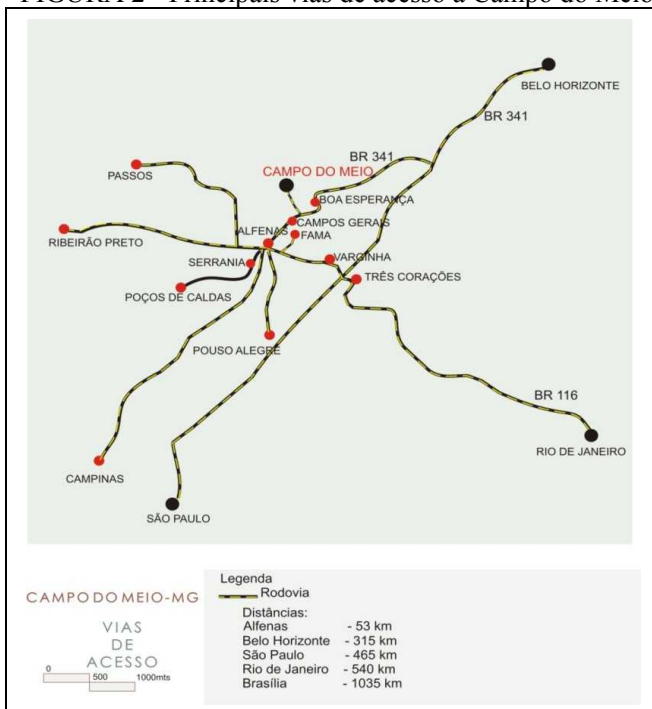 FIGURA 2 - Principais vias de acesso a Campo do Meio
BELO HORIZONTE
BR 341
BR 341
PASSOS
CAMPO DO MEIO
BOA ESPERANÇA
CAMPOS GERAIS
ALFENAS
FAMA
RIBEIRÃO PRETO
SERRANIA
VARGINHA
TRÊS CORAÇÕES
POÇOS DE CALDAS
POUSO ALEGRE
BR 116
RIO DE JANEIRO
CAMPINAS
SÃO PAULO
CAMPO DO MEIO-MG
VIAS
DE
ACESSO
0 500 1000mts
Legenda
Rodovia
Distâncias:
Alfenas - 53 km
Belo Horizonte - 315 km
São Paulo - 465 km
Rio de Janeiro - 540 km
Brasília - 1035 km